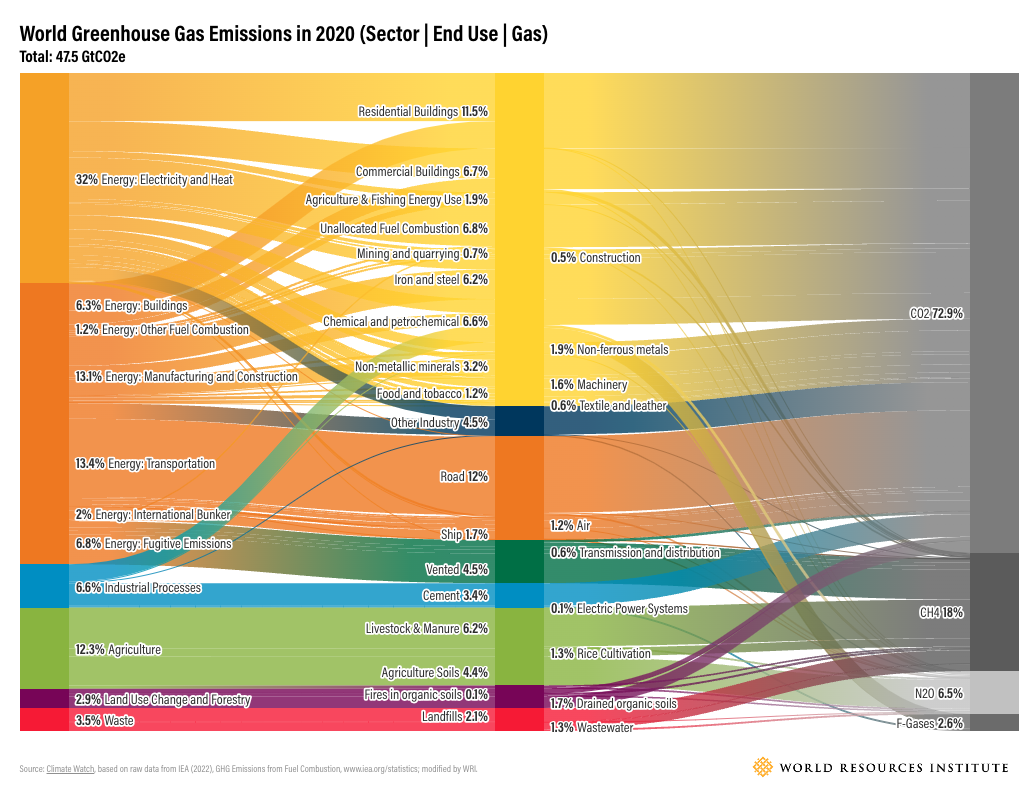 World Greenhouse Gas Emissions in 2020 (Sector | End Use | Gas)
Total: 47.5 GtCO2e
32% Energy: Electricity and Heat
6.3% Energy: Buildings
1.2% Energy: Other Fuel Combustion
13.1% Energy: Manufacturing and Construction
13.4% Energy: Transportation
2% Energy: International Bunker
6.8% Energy: Fugitive Emissions
6.6% Industrial Processes
12.3% Agriculture
2.9% Land Use Change and Forestry
3.5% Waste
Residential Buildings 11.5%
Commercial Buildings 6.7%
Agriculture & Fishing Energy Use 1.9%
Unallocated Fuel Combustion 6.8%
Mining and quarrying 0.7%
Iron and steel 6.2%
Chemical and petrochemical 6.6%
Non-metallic minerals 3.2%
Food and tobacco 1.2%
Other Industry 4.5%
Road 12%
Ship 1.7%
Vented 4.5%
Cement 3.4%
Livestock & Manure 6.2%
Agriculture Soils 4.4%
Fires in organic soils 0.1%
Landfills 2.1%
0.5% Construction
1.9% Non-ferrous metals
1.6% Machinery
0.6% Textile and leather
1.2% Air
0.6% Transmission and distribution
0.1% Electric Power Systems
1.3% Rice Cultivation
1.7% Drained organic soils
1.3% Wastewater
CO2 72.9%
CH4 18%
N2O 6.5%
F-Gases 2.6%
Source: Climate Watch, based on raw data from IEA (2022), GHG Emissions from Fuel Combustion, www.iea.org/statistics; modified by WRI.
WORLD RESOURCES INSTITUTE